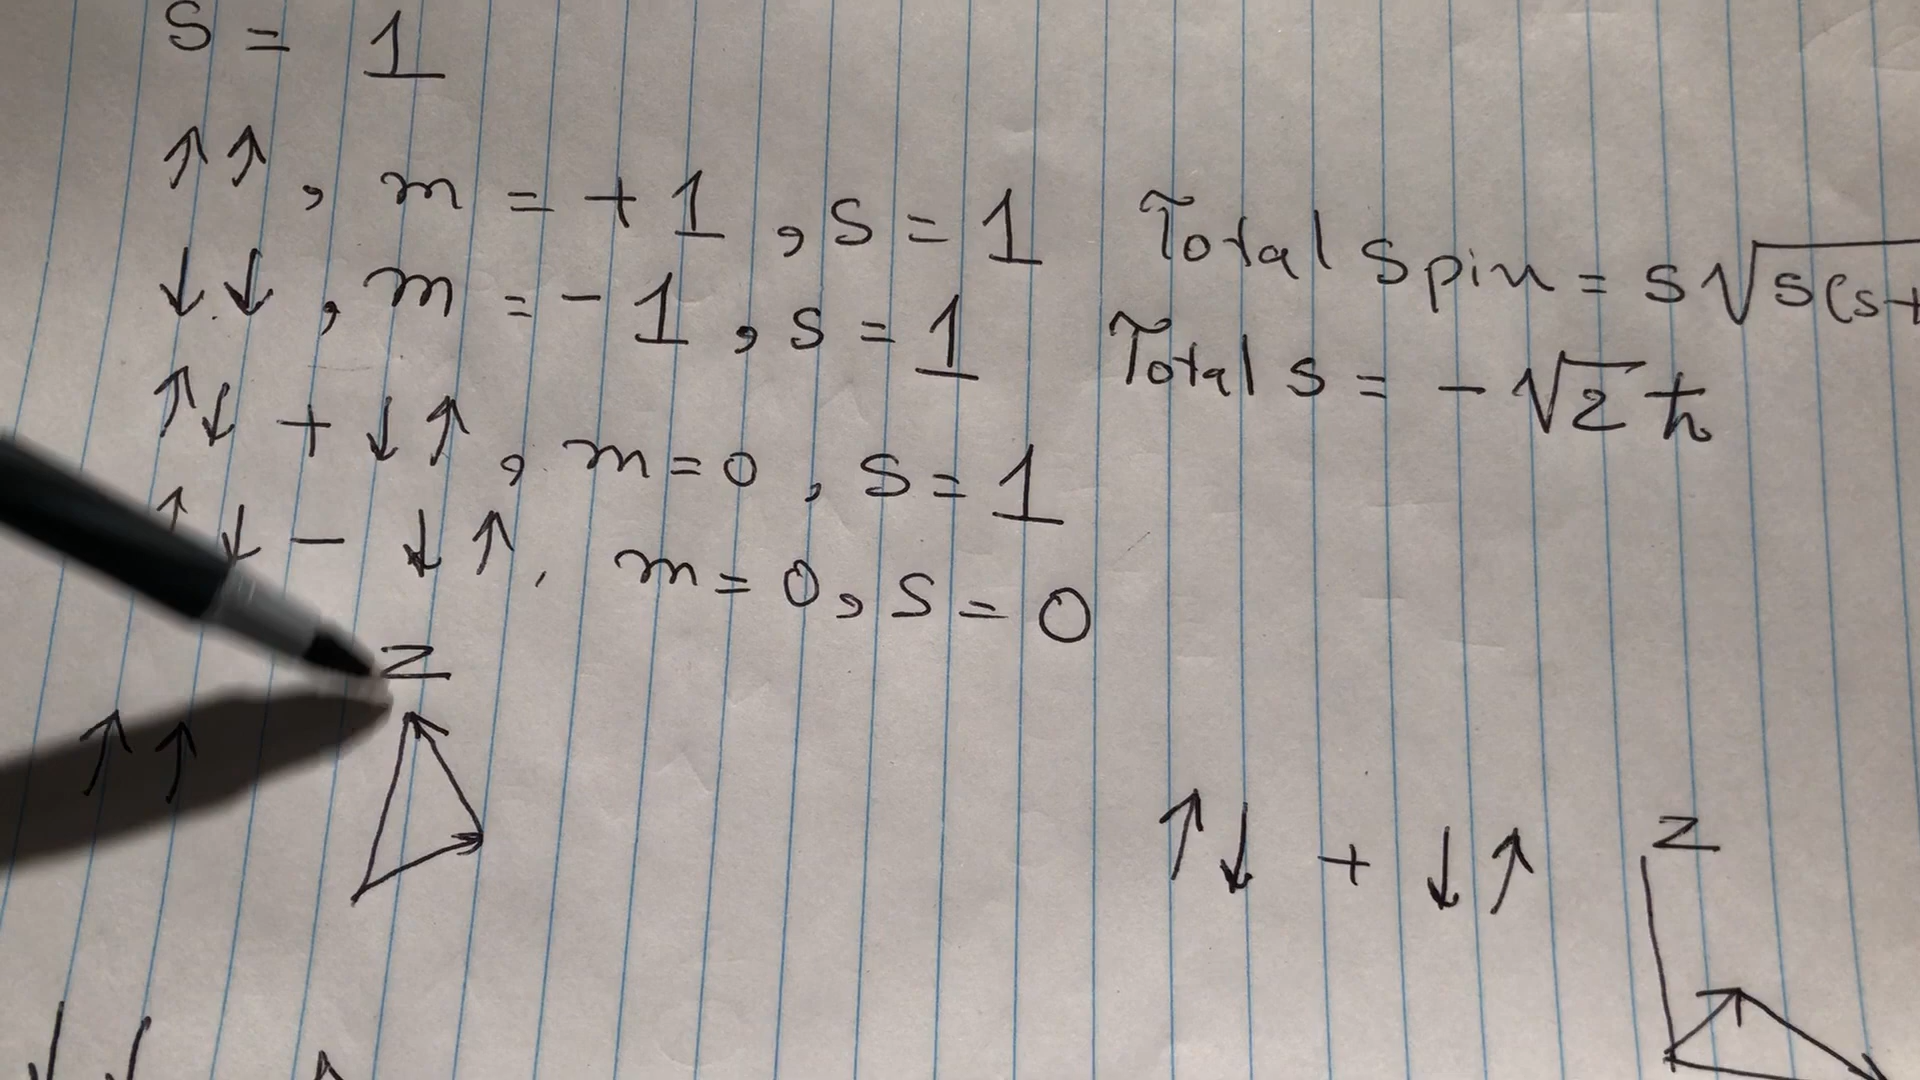 S = 1
↑↑, m = +1, s = 1 Total Spin = s√s(s+
↓↓, m = -1, s = 1 Total s = -√2 ħ
↑↓ + ↓↑, m = 0, s = 1
↑↓ - ↓↑, m = 0, s = 0
Z
↑↑
↑↓ + ↓↑ Z
↓↓